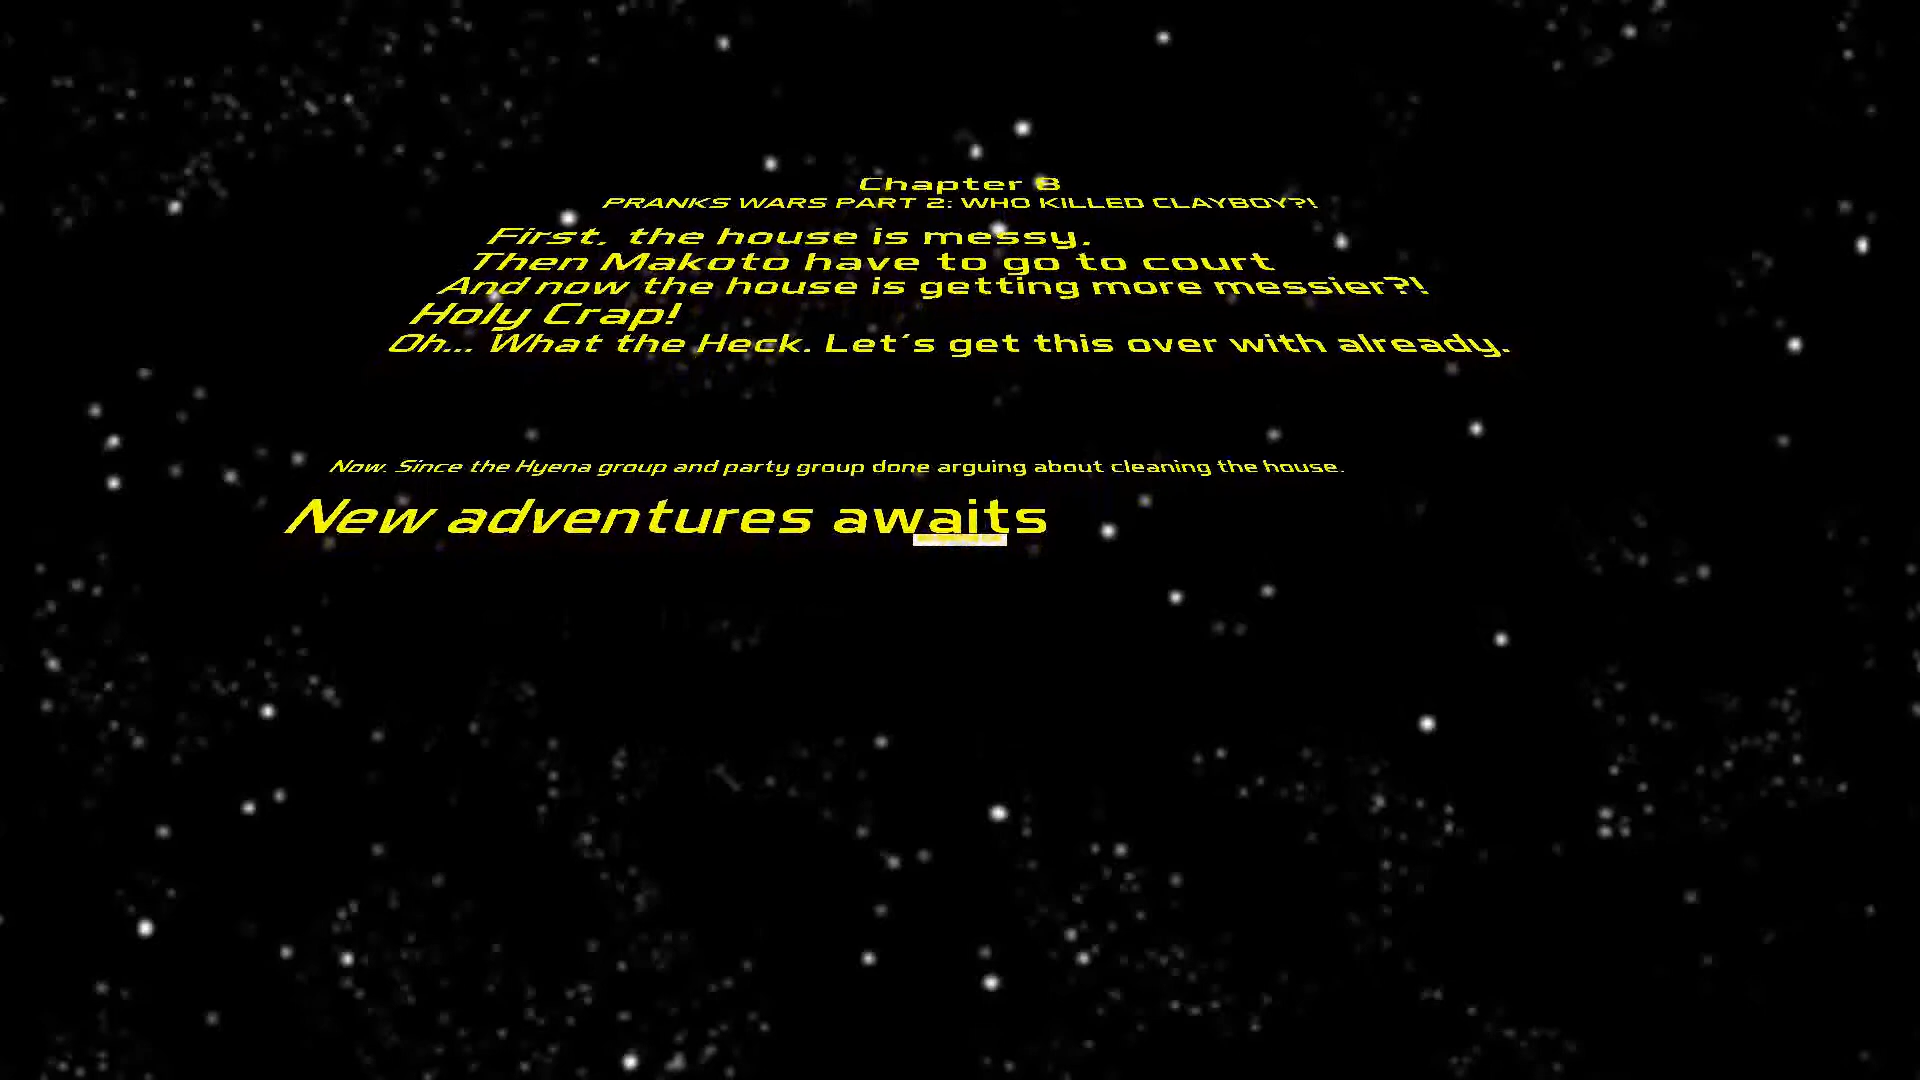 Chapter 8
PRANKS WARS PART 2: WHO KILLED CLAYBOY?!
First, the house is messy.
Then Makoto have to go to court
And now the house is getting more messier?!
Holy Crap!
Oh... What the Heck. Let's get this over with already.
Now. Since the Hyena group and party group done arguing about cleaning the house.
New adventures awaits